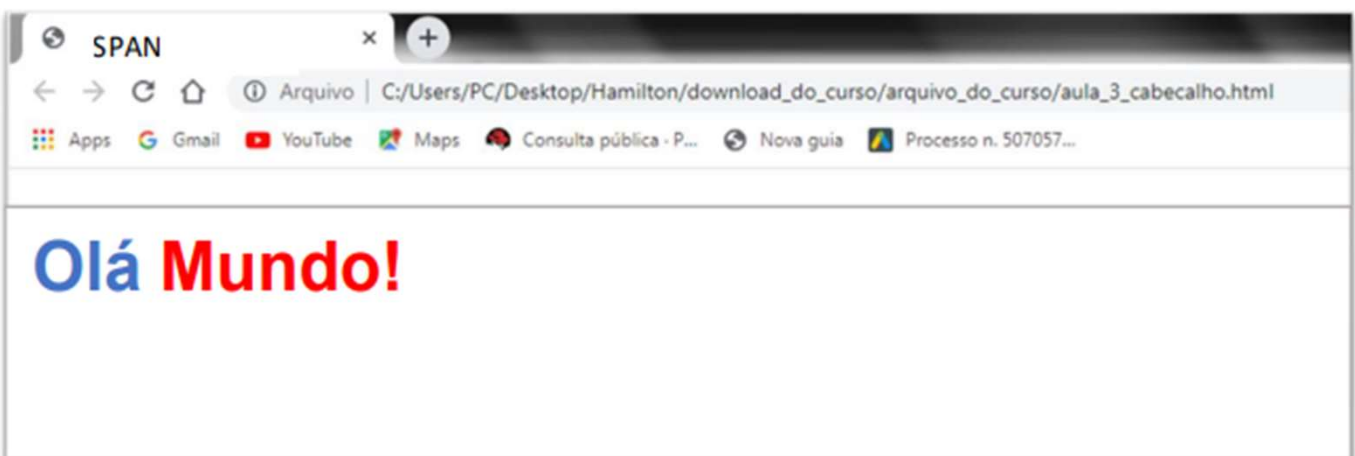 SPAN
Arquivo | C:/Users/PC/Desktop/Hamilton/download_do_curso/arquivo_do_curso/aula_3_cabecalho.html
Apps Gmail YouTube Maps Consulta pública - P... Nova guia Processo n. 507057...
Olá Mundo!